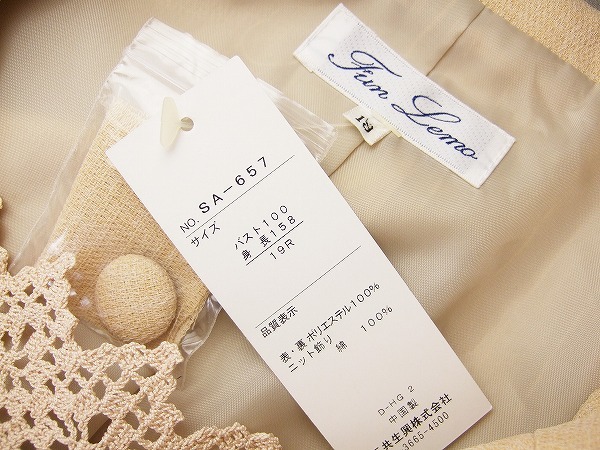 Fun Lemo
NO. SA-657
サイズ
バスト100
身長158
19R
品質表示
表・裏 ポリエステル100%
ニット飾り 綿 100%
D-HG 2
中国製
三共生興株式会社
3665-4500